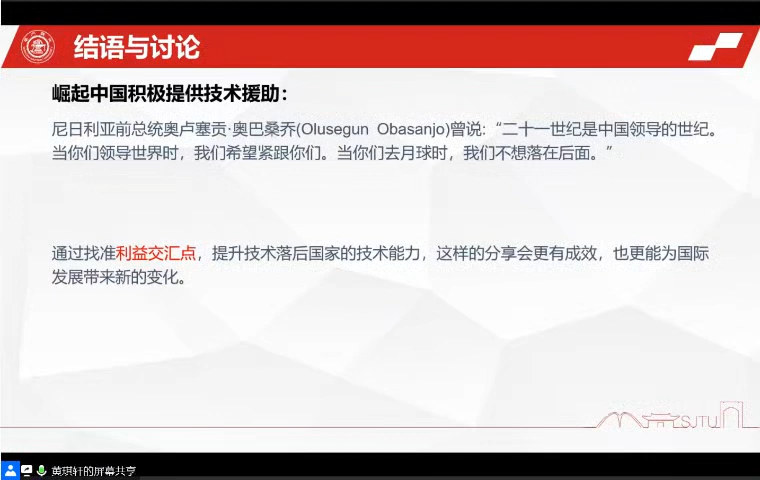 结语与讨论
崛起中国积极提供技术援助：
尼日利亚前总统奥卢塞贡·奥巴桑乔(Olusegun Obasanjo)曾说:“二十一世纪是中国领导的世纪。
当你们领导世界时，我们希望紧跟你们。当你们去月球时，我们不想落在后面。”
通过找准利益交汇点，提升技术落后国家的技术能力，这样的分享会更有成效，也更能为国际
发展带来新的变化。
SJTU
黄琪轩的屏幕共享